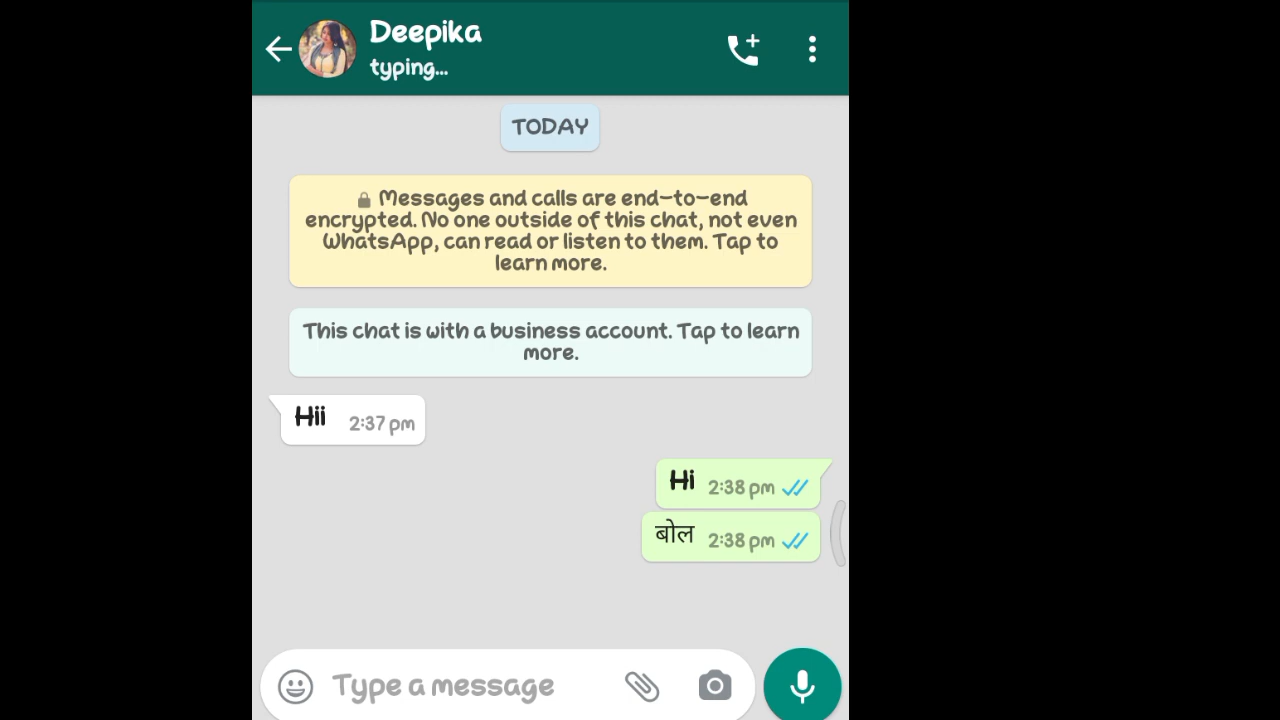 Deepika
typing...
TODAY
Messages and calls are end-to-end
encrypted. No one outside of this chat, not even
WhatsApp, can read or listen to them. Tap to
learn more.
This chat is with a business account. Tap to learn
more.
Hii 2:37 pm
Hi 2:38 pm
बोल 2:38 pm
Type a message